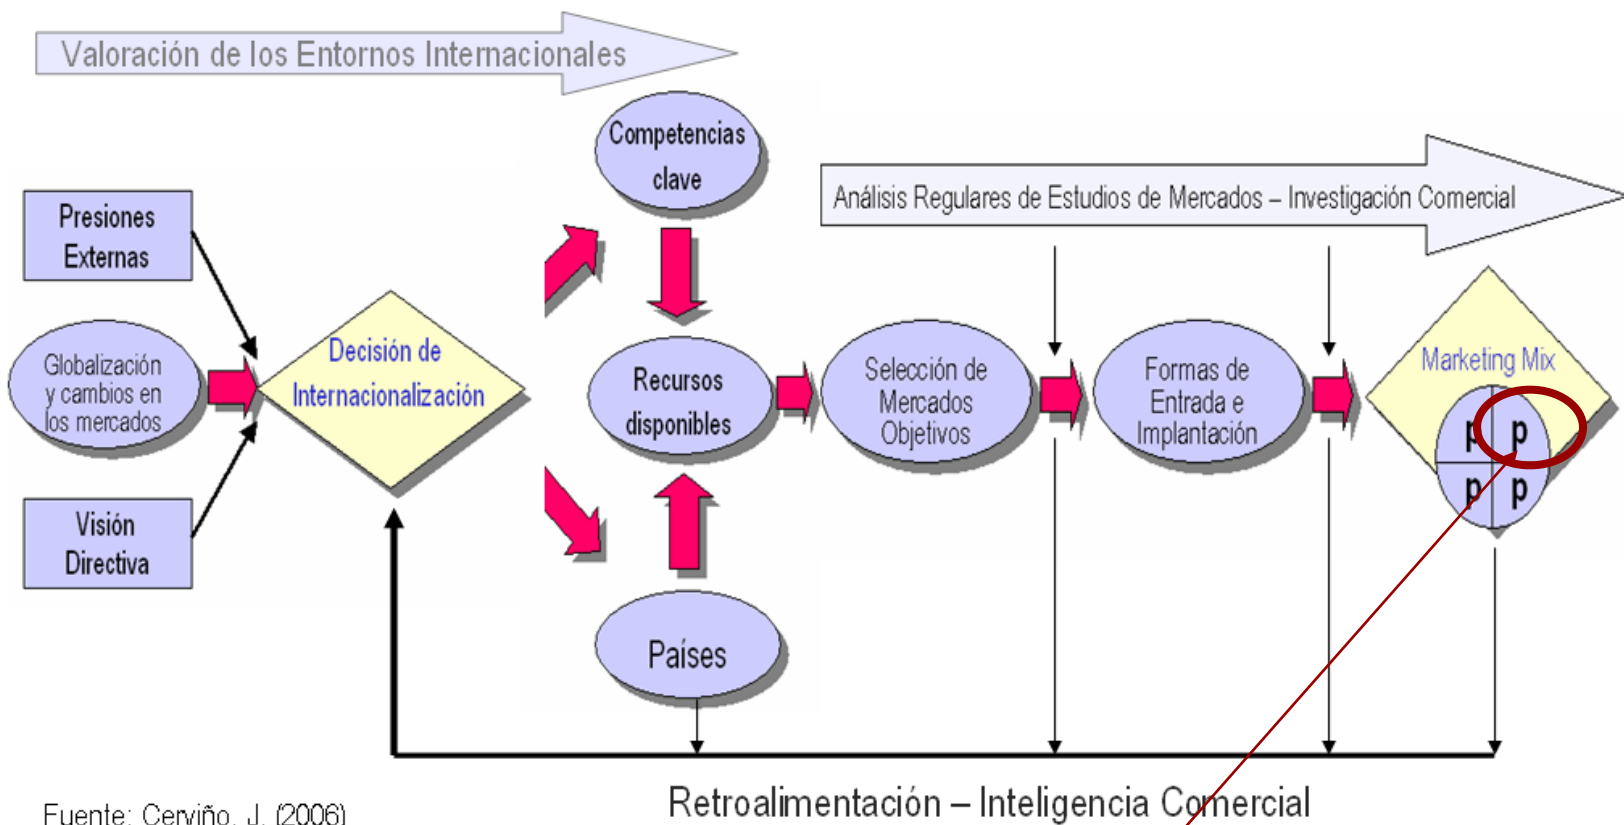 Valoración de los Entornos Internacionales
Competencias
clave
Análisis Regulares de Estudios de Mercados – Investigación Comercial
Presiones
Externas
Globalización
y cambios en
los mercados
Visión
Directiva
Decisión de
Internacionalización
Recursos
disponibles
Países
Selección de
Mercados
Objetivos
Formas de
Entrada e
Implantación
Marketing Mix
p p
p p
Retroalimentación – Inteligencia Comercial
Fuente: Cerviño, J. (2006)